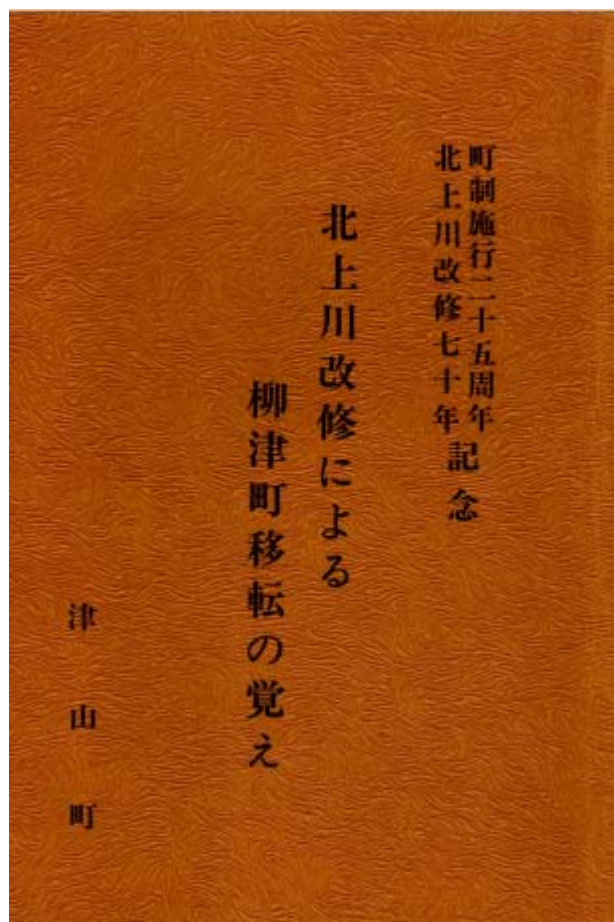 町制施行二十五周年
北上川改修七十年
記念
北上川改修による
柳津町移転の覚え
津山町